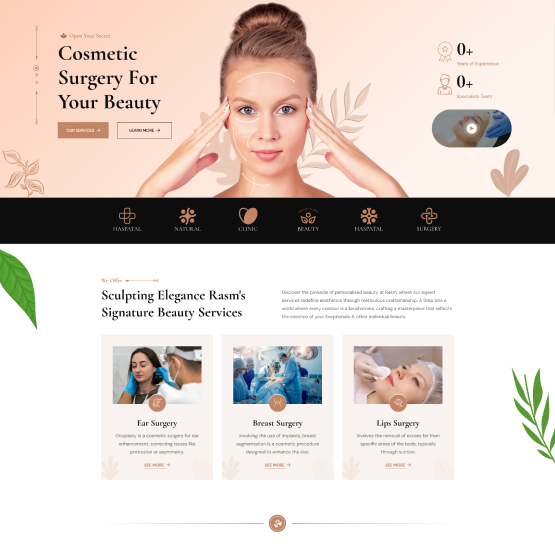 Open Your Secret
Cosmetic
Surgery For
Your Beauty
OUR SERVICES
LEARN MORE
0+
Years of Experience
0+
Specialists Team
HASPATAL
NATURAL
CLINIC
BEAUTY
HASPATAL
SURGERY
We Offer
Sculpting Elegance Rasm's
Signature Beauty Services
Discover the pinnacle of personalized beauty at Rasm, where our expert
services redefine aesthetics through meticulous craftsmanship. A Step into a
world where every contour is a brushstroke, crafting a masterpiece that reflects
the essence of your Exeptionals & other individual beauty.
Ear Surgery
Otoplasty is a cosmetic surgery for ear
enhancement, correcting issues like
protrusion or asymmetry.
SEE MORE
Breast Surgery
Involving the use of implants, breast
augmentation is a cosmetic procedure
designed to enhance the size.
SEE MORE
Lips Surgery
Involves the removal of excess fat from
specific areas of the body, typically
through suction.
SEE MORE